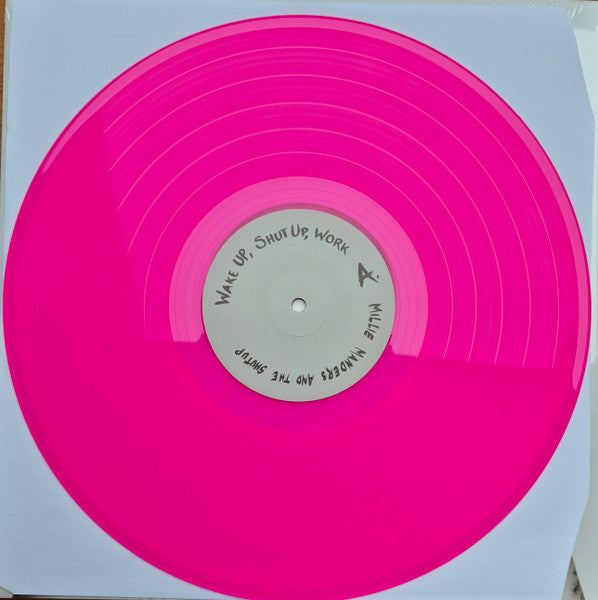 WAKE UP, SHUT UP, WORK
A.
MILLIE MANDERS AND THE SHUTUP